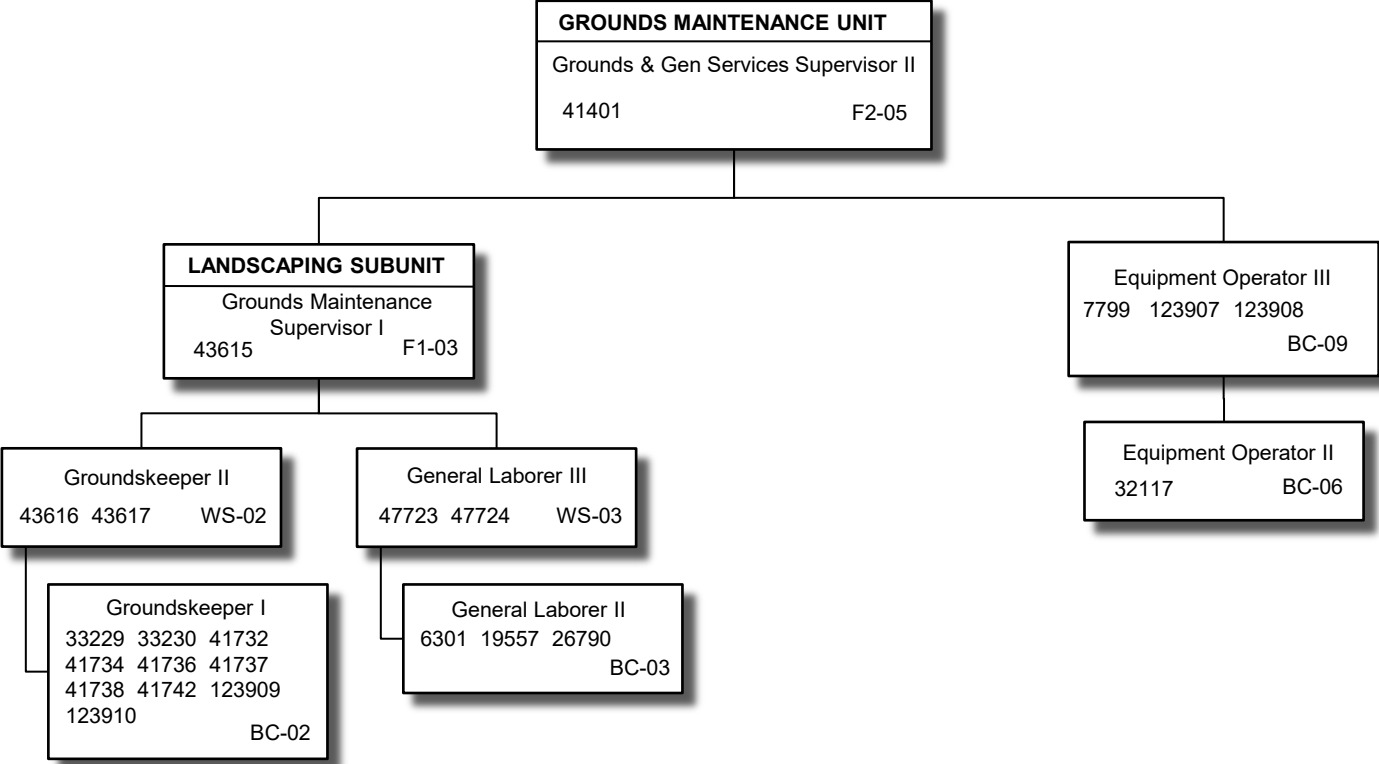 GROUNDS MAINTENANCE UNIT
Grounds & Gen Services Supervisor II
41401 F2-05
LANDSCAPING SUBUNIT
Grounds Maintenance
Supervisor I
43615 F1-03
Equipment Operator III
7799 123907 123908
BC-09
Groundskeeper II
43616 43617 WS-02
General Laborer III
47723 47724 WS-03
Equipment Operator II
32117 BC-06
Groundskeeper I
33229 33230 41732
41734 41736 41737
41738 41742 123909
123910
BC-02
General Laborer II
6301 19557 26790
BC-03